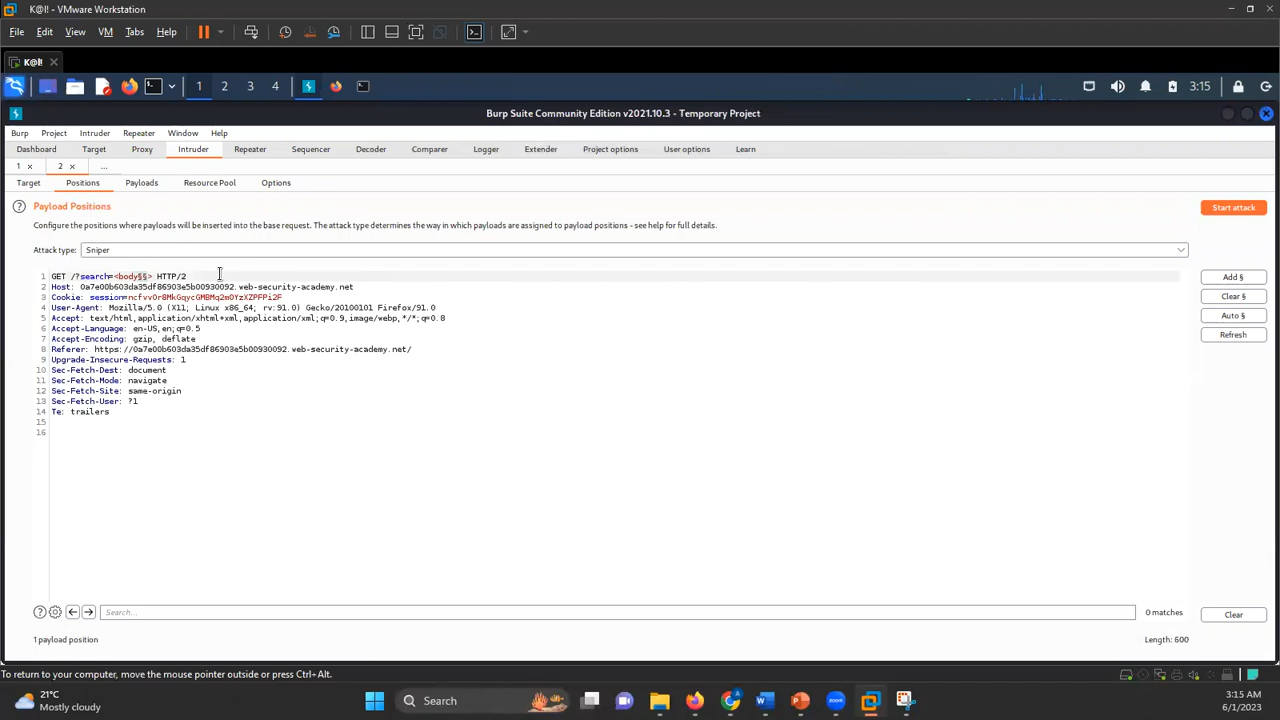 K@l! - VMware Workstation
File Edit View VM Tabs Help
K@l!
1 2 3 4 3:15
Burp Suite Community Edition v2021.10.3 - Temporary Project
Burp Project Intruder Repeater Window Help
Dashboard Target Proxy Intruder Repeater Sequencer Decoder Comparer Logger Extender Project options User options Learn
1 × 2 × ...
Target Positions Payloads Resource Pool Options
? Payload Positions Start attack
Configure the positions where payloads will be inserted into the base request. The attack type determines the way in which payloads are assigned to payload positions - see help for full details.
Attack type: Sniper
1 GET /?search=<body§§> HTTP/2 Add §
2 Host: 0a7e00b603da35df86903e5b00930092.web-security-academy.net
3 Cookie: session=ncfvv0r8MkGqycGMBMq2m0YzXZPFPi2F Clear §
4 User-Agent: Mozilla/5.0 (X11; Linux x86_64; rv:91.0) Gecko/20100101 Firefox/91.0
5 Accept: text/html,application/xhtml+xml,application/xml;q=0.9,image/webp,*/*;q=0.8 Auto §
6 Accept-Language: en-US,en;q=0.5 Refresh
7 Accept-Encoding: gzip, deflate
8 Referer: https://0a7e00b603da35df86903e5b00930092.web-security-academy.net/
9 Upgrade-Insecure-Requests: 1
10 Sec-Fetch-Dest: document
11 Sec-Fetch-Mode: navigate
12 Sec-Fetch-Site: same-origin
13 Sec-Fetch-User: ?1
14 Te: trailers
15
16
? Search... 0 matches Clear
1 payload position Length: 600
To return to your computer, move the mouse pointer outside or press Ctrl+Alt.
21°C
Mostly cloudy
Search
3:15 AM
6/1/2023